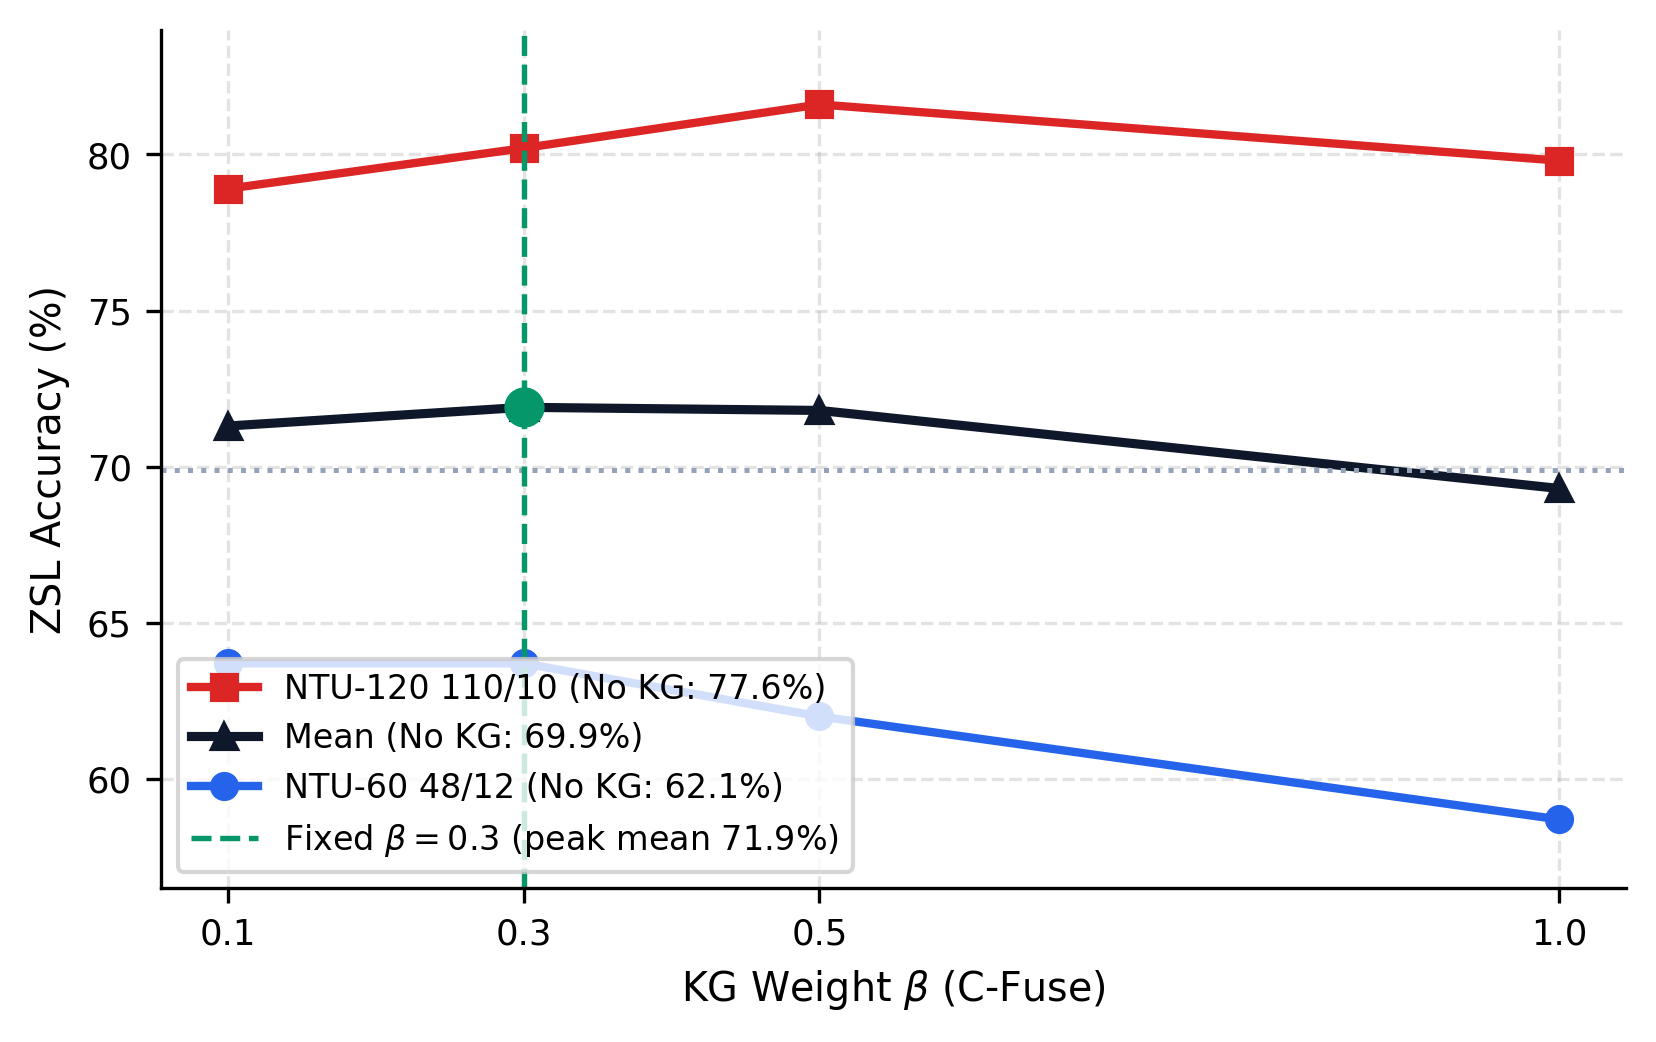 80
75
70
65
60
ZSL Accuracy (%)
NTU-120 110/10 (No KG: 77.6%)
Mean (No KG: 69.9%)
NTU-60 48/12 (No KG: 62.1%)
Fixed β = 0.3 (peak mean 71.9%)
0.1 0.3 0.5 1.0
KG Weight β (C-Fuse)